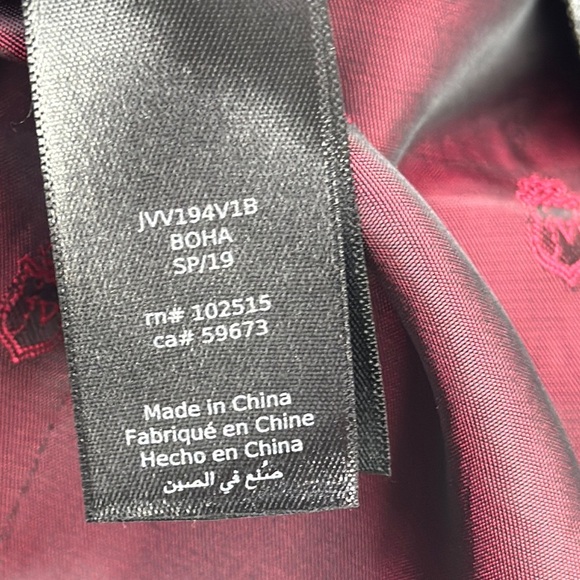 JVV194V1B
BOHA
SP/19
rn# 102515
ca# 59673
Made in China
Fabriqué en Chine
Hecho en China
صُنع في الصين